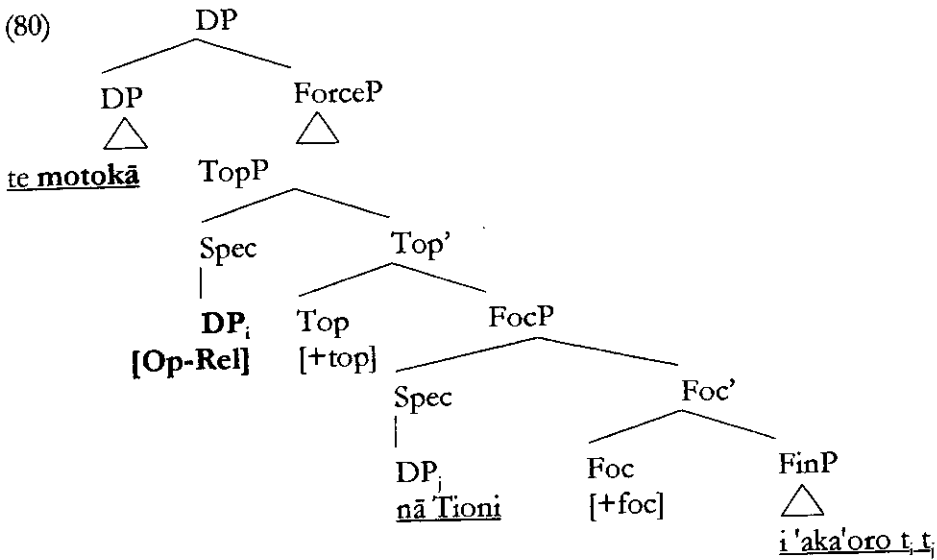 (80) DP
DP ForceP
te motokā TopP
Spec Top'
DPᵢ Top FocP
[Op-Rel] [+top]
Spec Foc'
DPⱼ Foc FinP
nā Tioni [+foc]
i 'aka'oro tᵢ tⱼ